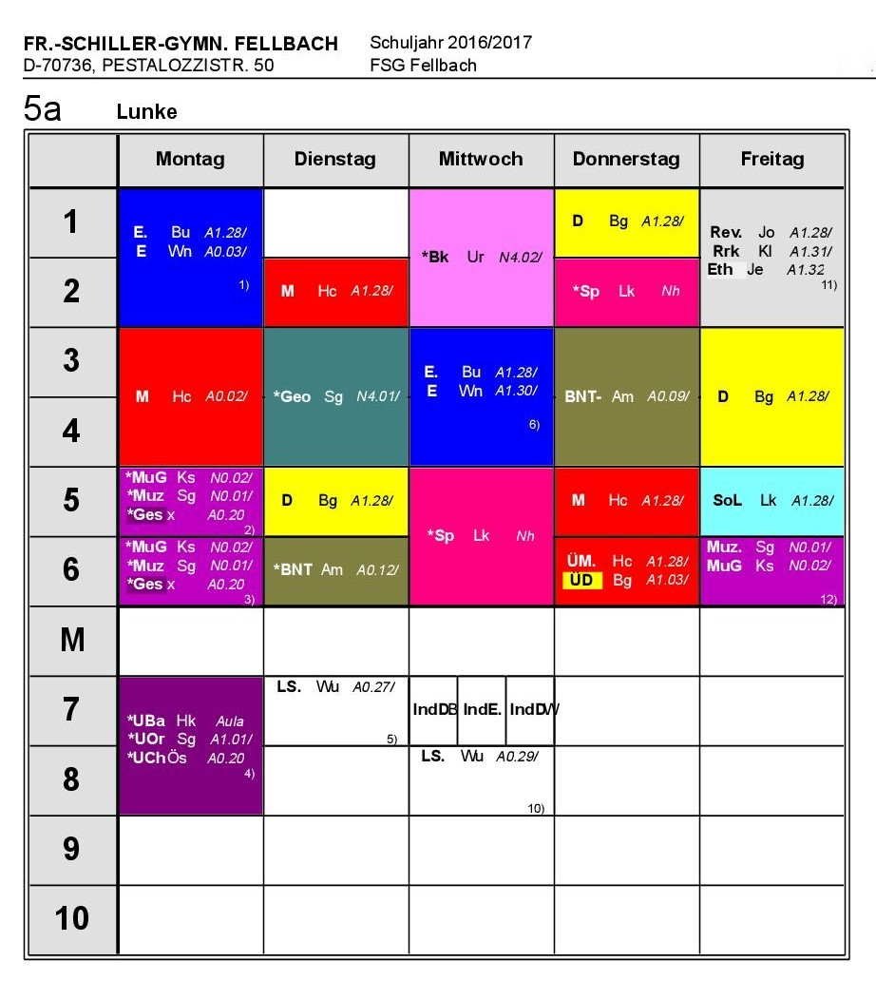 FR.-SCHILLER-GYMN. FELLBACH Schuljahr 2016/2017
D-70736, PESTALOZZISTR. 50 FSG Fellbach
5a Lunke
Montag Dienstag Mittwoch Donnerstag Freitag
1
E. Bu A1.28/
E Wn A0.03/
1)
*Bk Ur N4.02/
D Bg A1.28/
Rev. Jo A1.28/
Rrk Kl A1.31/
Eth Je A1.32
11)
2
M Hc A1.28/
*Sp Lk Nh
3
M Hc A0.02/
*Geo Sg N4.01/
E. Bu A1.28/
E Wn A1.30/
6)
BNT- Am A0.09/
D Bg A1.28/
4
5
*MuG Ks N0.02/
*Muz Sg N0.01/
*Ges x A0.20
2)
D Bg A1.28/
*Sp Lk Nh
M Hc A1.28/
SoL Lk A1.28/
6
*MuG Ks N0.02/
*Muz Sg N0.01/
*Ges x A0.20
3)
*BNT Am A0.12/
ÜM. Hc A1.28/
ÜD Bg A1.03/
Muz. Sg N0.01/
MuG Ks N0.02/
12)
M
7
*UBa Hk Aula
*UOr Sg A1.01/
*UCh Ös A0.20
4)
LS. Wu A0.27/
5)
IndDB IndE. IndDW
8
LS. Wu A0.29/
10)
9
10